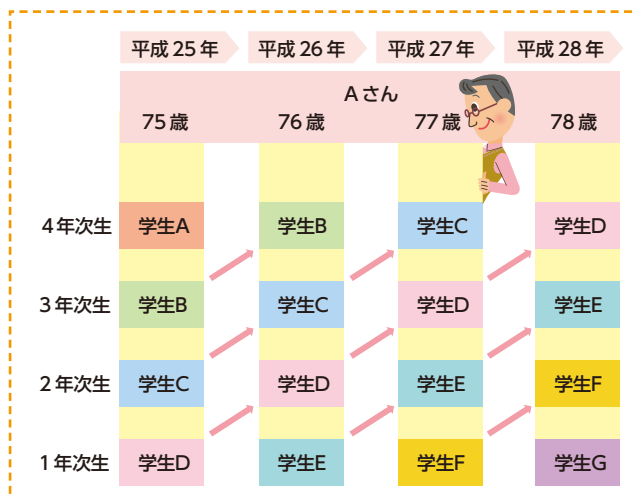 平成25年 平成26年 平成27年 平成28年
Aさん
75歳 76歳 77歳 78歳
4年次生 学生A 学生B 学生C 学生D
3年次生 学生B 学生C 学生D 学生E
2年次生 学生C 学生D 学生E 学生F
1年次生 学生D 学生E 学生F 学生G